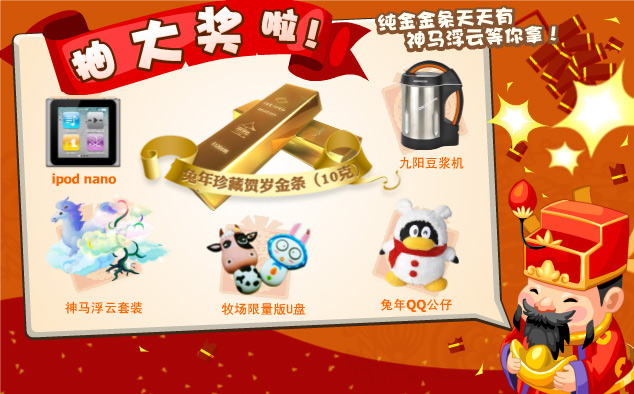 抽大奖啦!
纯金金条天天有
神马浮云等你拿!
ipod nano
兔年珍藏贺岁金条(10克)
九阳豆浆机
神马浮云套装
牧场限量版U盘
兔年QQ公仔